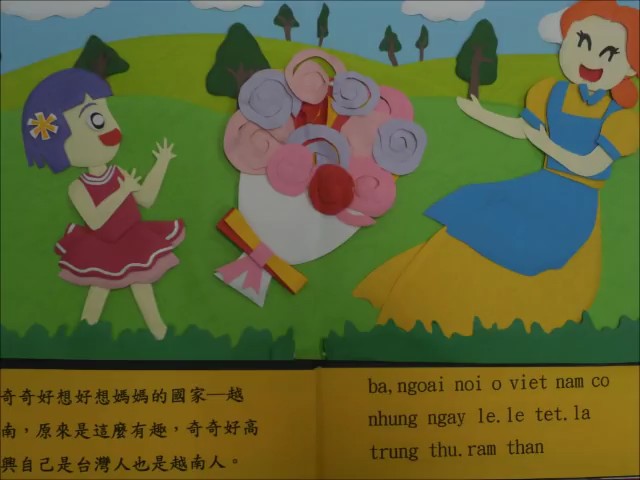 奇奇好想好想媽媽的國家—越
南，原來是這麼有趣，奇奇好高
興自己是台灣人也是越南人。
ba,ngoai noi o viet nam co
nhung ngay le.le tet.la
trung thu.ram than